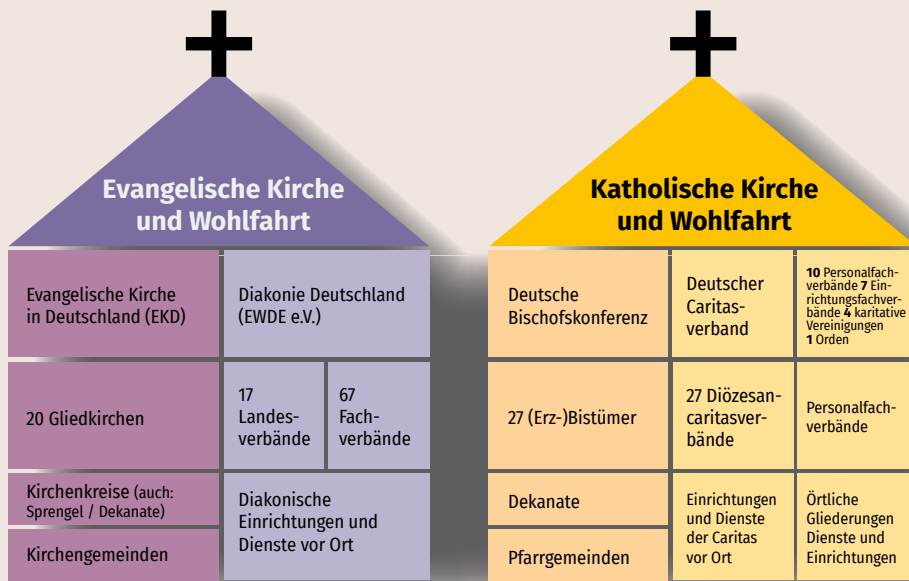 Evangelische Kirche
und Wohlfahrt
Evangelische Kirche
in Deutschland (EKD)
Diakonie Deutschland
(EWDE e.V.)
20 Gliedkirchen
17
Landes-
verbände
67
Fach-
verbände
Kirchenkreise (auch:
Sprengel / Dekanate)
Kirchengemeinden
Diakonische
Einrichtungen und
Dienste vor Ort
Katholische Kirche
und Wohlfahrt
Deutsche
Bischofskonferenz
Deutscher
Caritas-
verband
10 Personalfach-
verbände 7 Ein-
richtungsfachver-
bände 4 karitative
Vereinigungen
1 Orden
27 (Erz-)Bistümer
27 Diözesan-
caritasver-
bände
Personalfach-
verbände
Dekanate
Pfarrgemeinden
Einrichtungen
und Dienste
der Caritas
vor Ort
Örtliche
Gliederungen
Dienste und
Einrichtungen